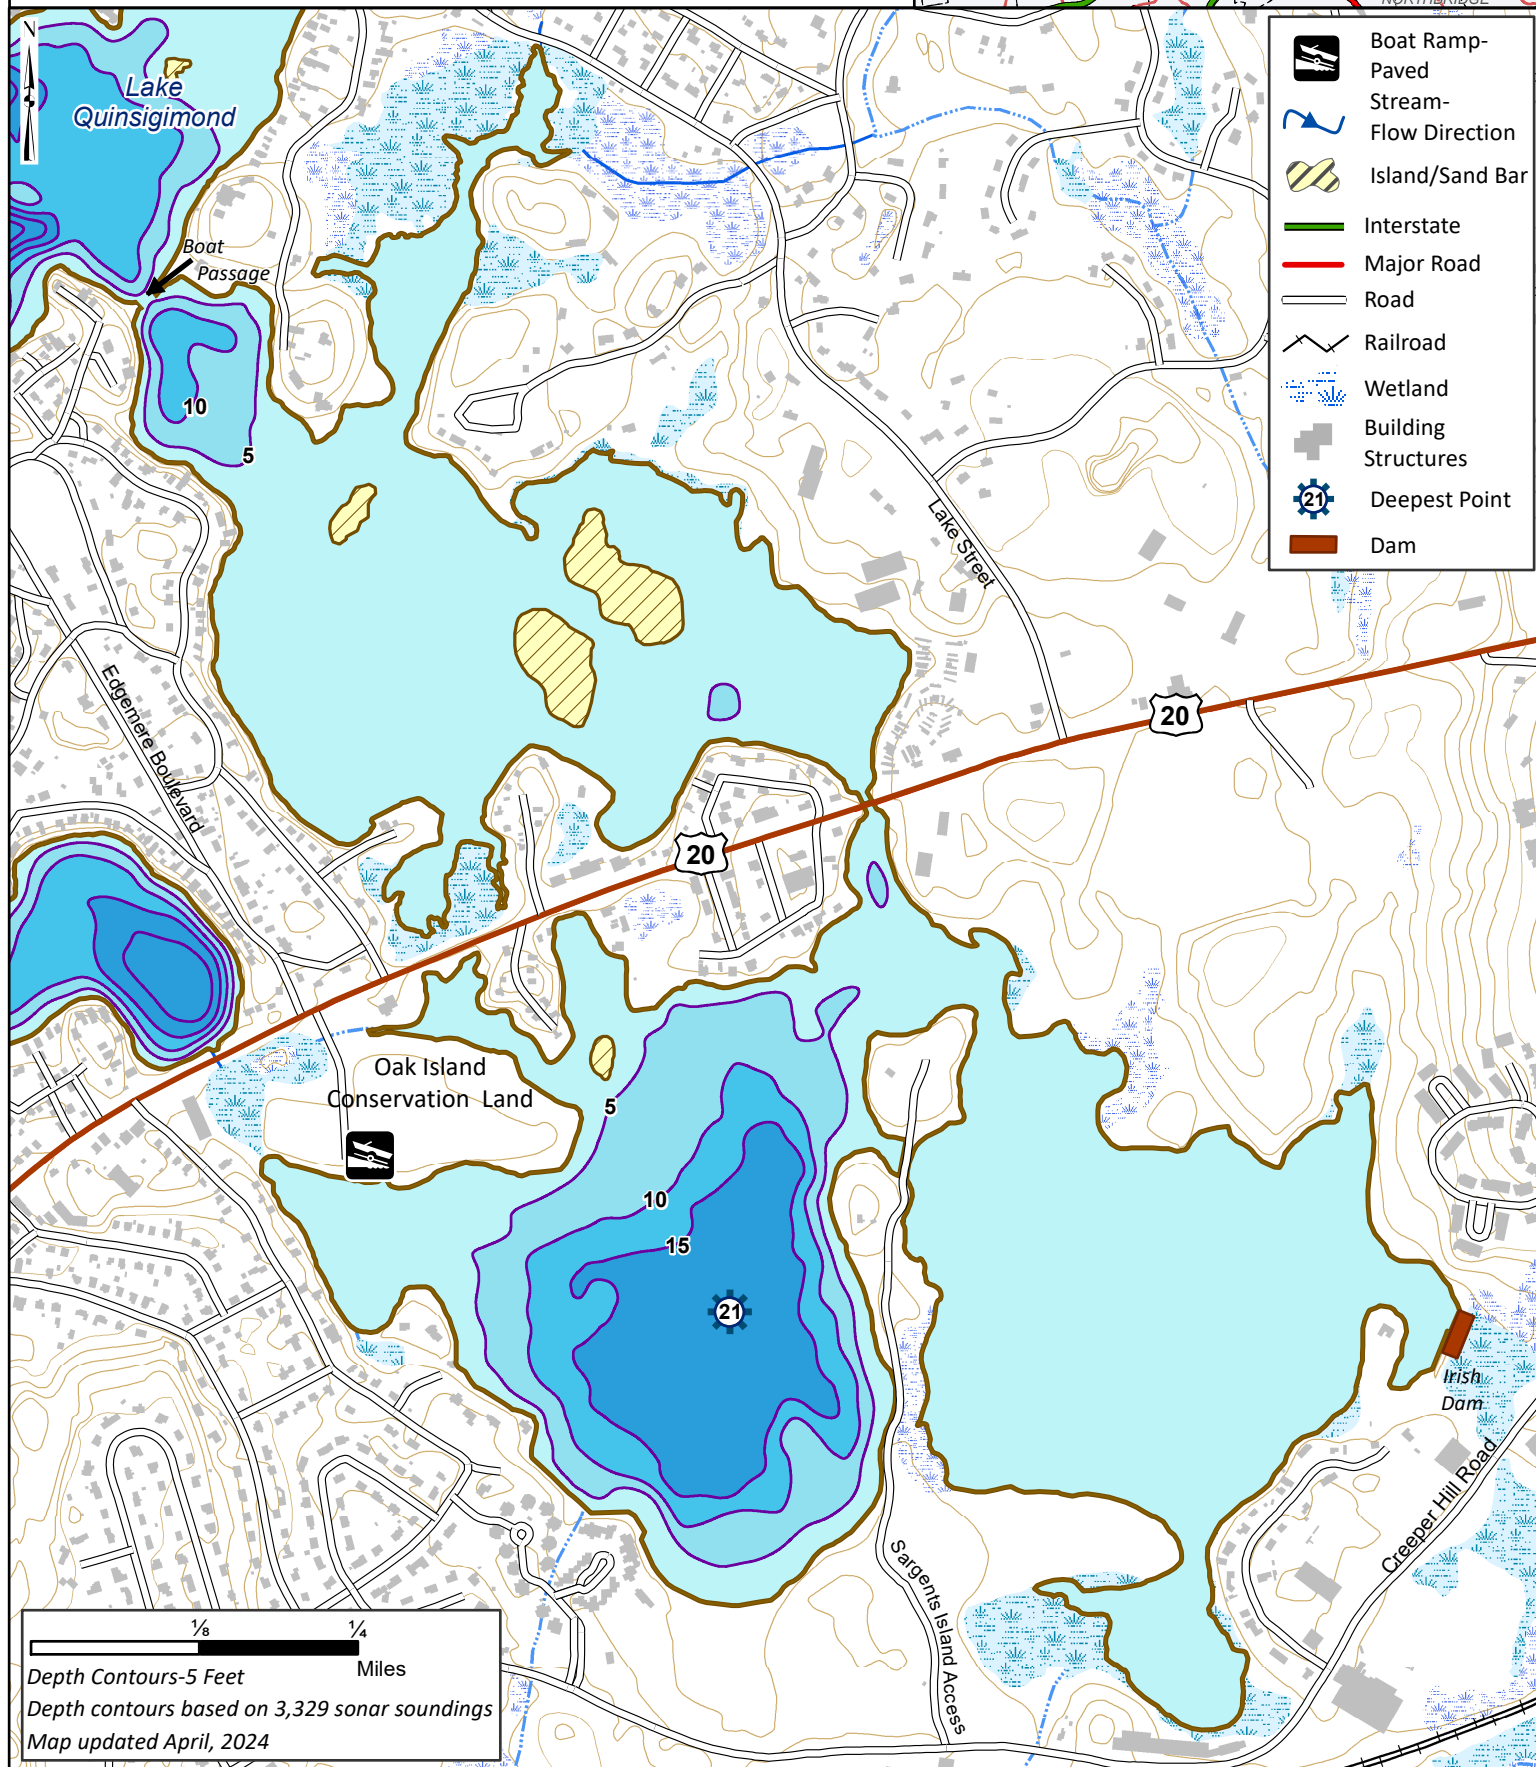 NORTHBRIDGE
N
S
Lake
Quinsigimond
Boat
Passage
10
5
Boat Ramp-
Paved
Stream-
Flow Direction
Island/Sand Bar
Interstate
Major Road
Road
Railroad
Wetland
Building
Structures
21
Deepest Point
Dam
Lake Street
Edgemere Boulevard
20
20
Oak Island
Conservation Land
5
10
15
21
Irish
Dam
Creeper Hill Road
Sargents Island Access
1/8
1/4
Miles
Depth Contours-5 Feet
Depth contours based on 3,329 sonar soundings
Map updated April, 2024